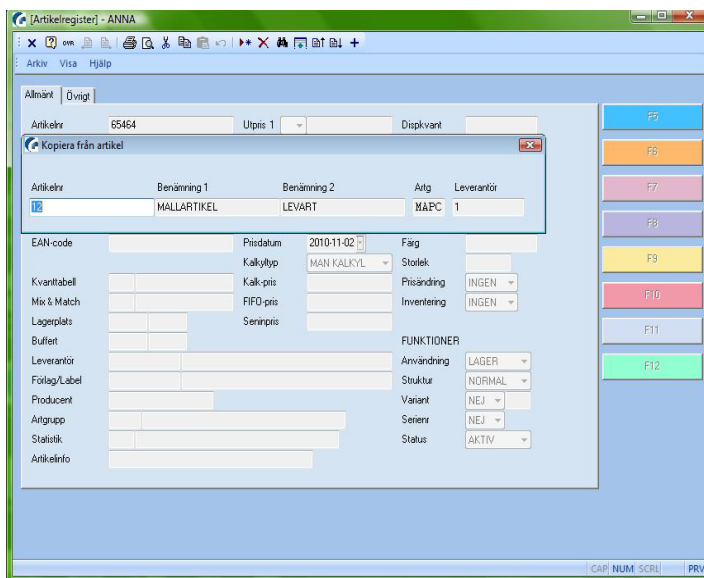 [Artikelregister] - ANNA
OVR
Arkiv Visa Hjälp
Allmänt Övrigt
Artikelnr 65464 Utpris 1 Dispkvant
F5
Kopiera från artikel
F6
Artikelnr Benämning 1 Benämning 2 Artg Leverantör
F7
12 MALLARTIKEL LEVART MAPC 1
F8
EAN-code Prisdatum 2010-11-02 Färg
Kalkyltyp MAN KALKYL Storlek
F9
Kvanttabell Kalk-pris Prisändring INGEN
Mix & Match FIFO-pris Inventering INGEN
F10
Lagerplats Seninpris
F11
Buffert FUNKTIONER
Leverantör Användning LAGER
F12
Förlag/Label Struktur NORMAL
Producent Variant NEJ
Artgrupp Serienr NEJ
Statistik Status AKTIV
Artikelinfo
CAP NUM SCRL PRV